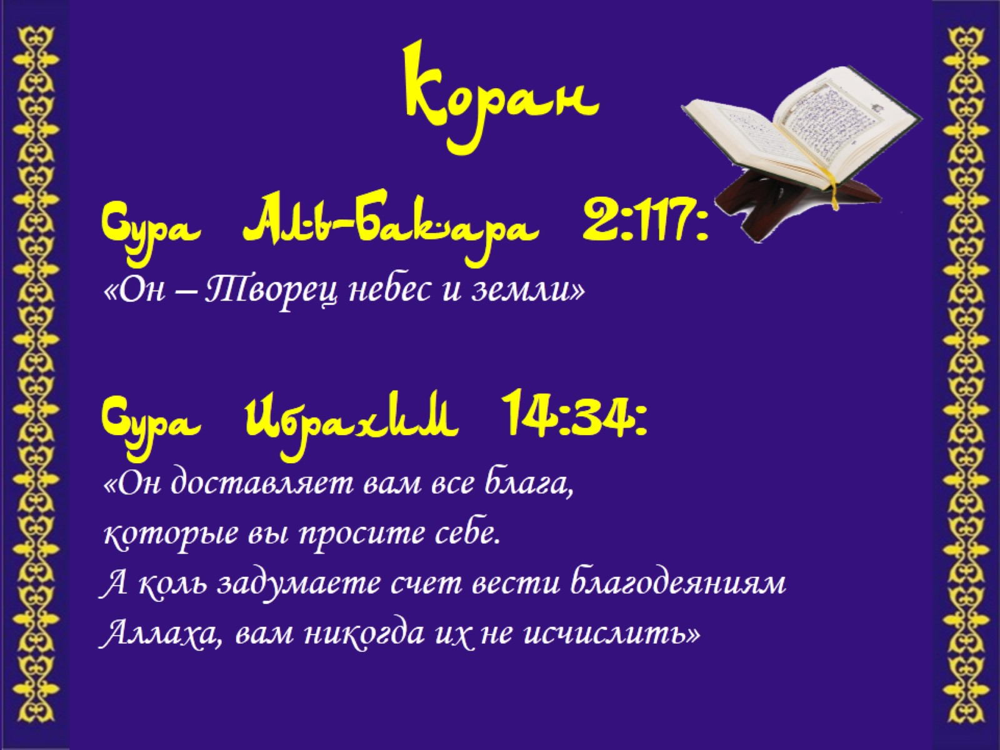 Коран
Сура Аль-Бакъара 2:117:
«Он – Творец небес и земли»
Сура Ибрахим 14:34:
«Он доставляет вам все блага,
которые вы просите себе.
А коль задумаете счет вести благодеяниям
Аллаха, вам никогда их не исчислить»